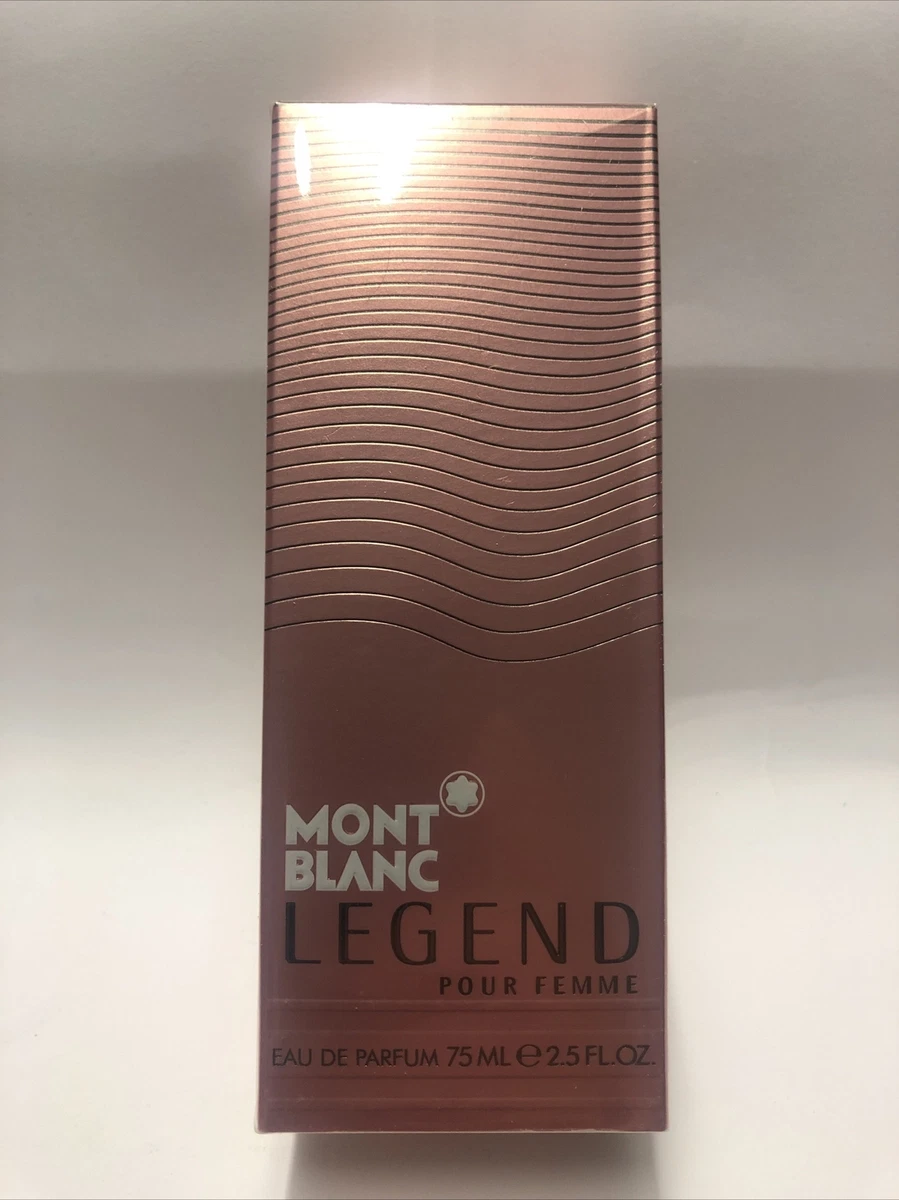 MONT
BLANC
LEGEND
POUR FEMME
EAU DE PARFUM 75 ML ℮ 2.5 FL.OZ.